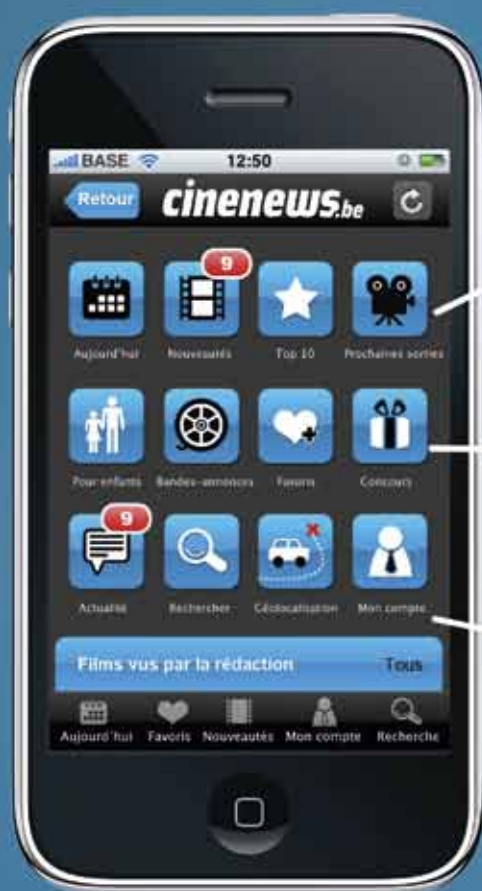 BASE 12:50
Retour cinenews.be
9
Aujourd'hui Nouveautés Top 10 Prochaines sorties
Pour enfants Bandes-annonces Favoris Concours
9
Actualité Rechercher Géolocalisation Mon compte
Films vus par la rédaction Tous
Aujourd'hui Favoris Nouveautés Mon compte Recherche